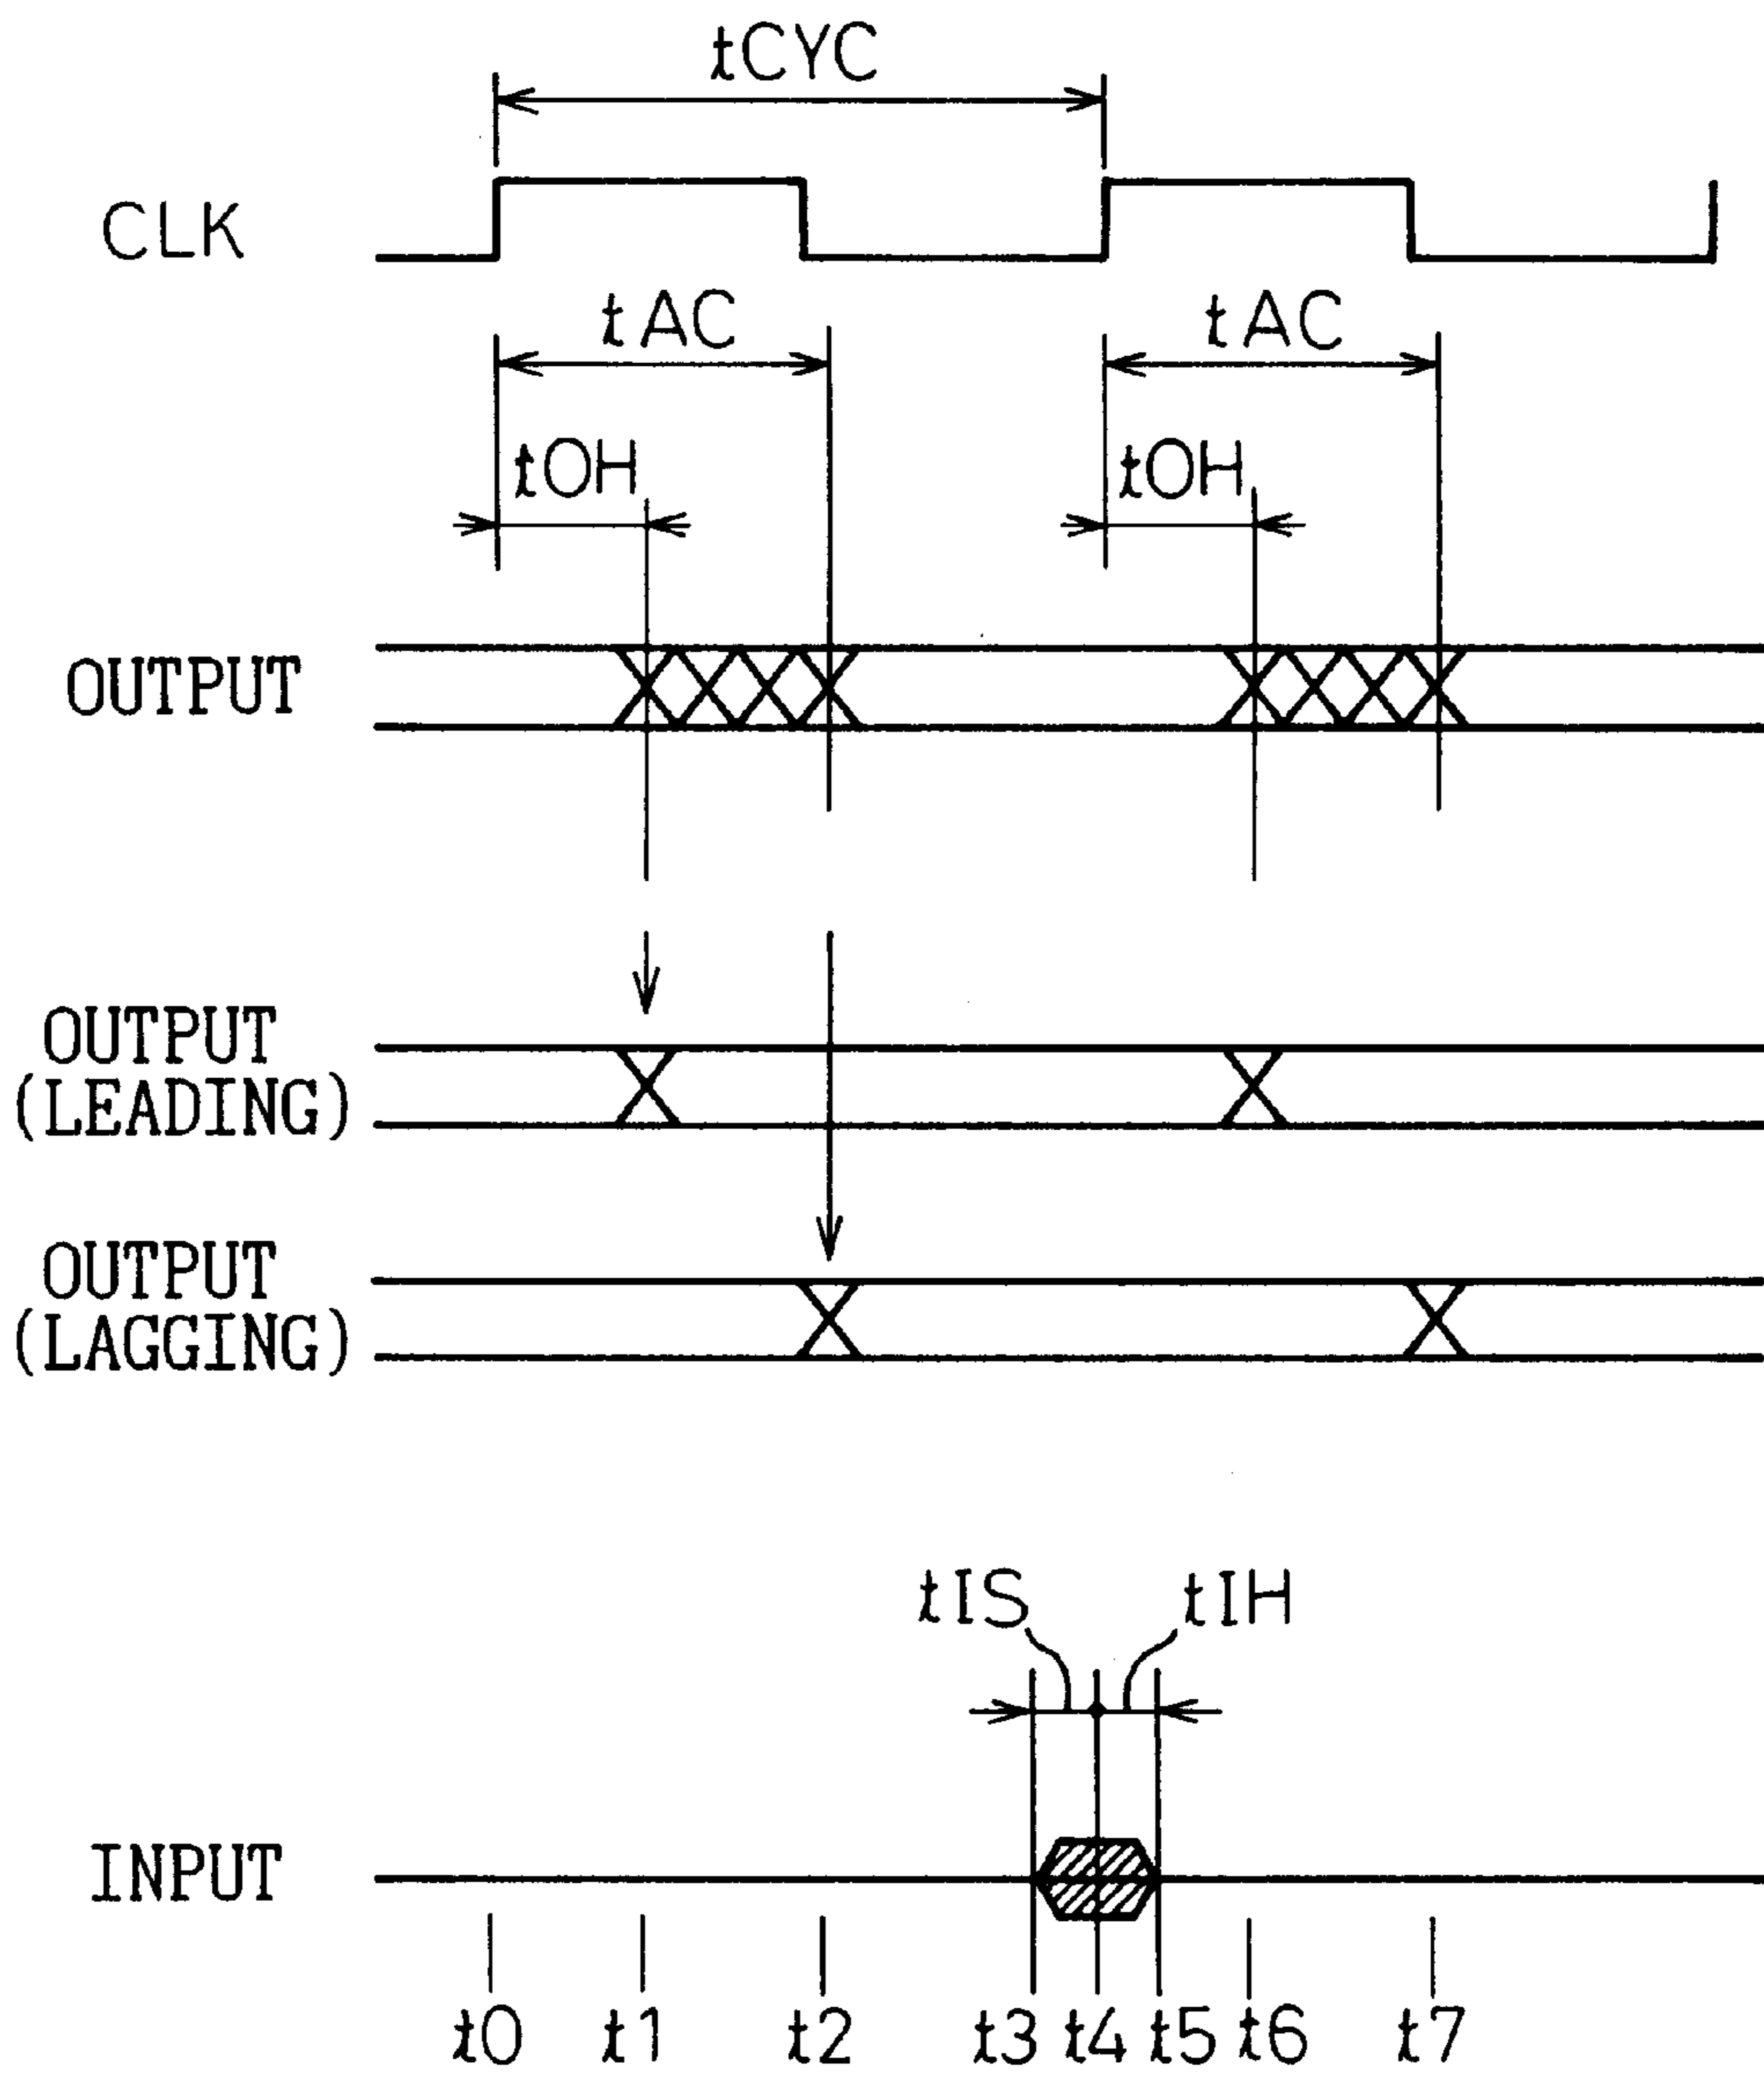 tCYC
CLK
tAC tAC
tOH tOH
OUTPUT
OUTPUT
(LEADING)
OUTPUT
(LAGGING)
tIS tIH
INPUT
t0 t1 t2 t3 t4 t5 t6 t7